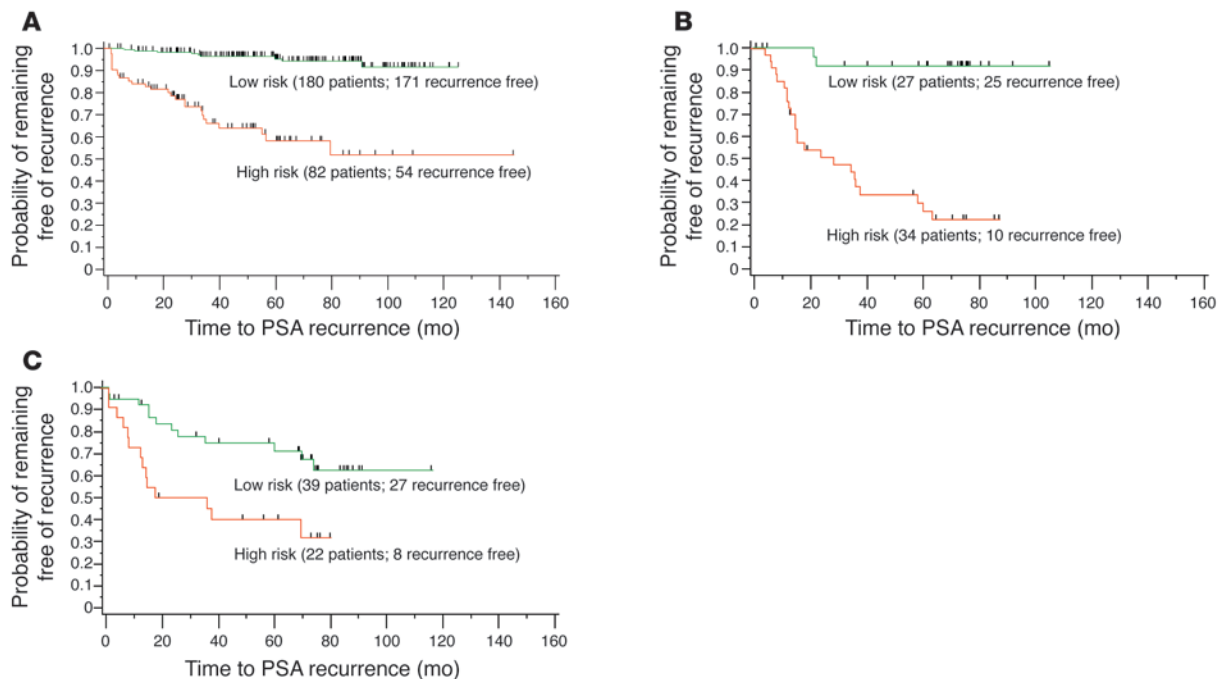 A
Probability of remaining
free of recurrence
1.0
0.9
0.8
0.7
0.6
0.5
0.4
0.3
0.2
0.1
0
Low risk (180 patients; 171 recurrence free)
High risk (82 patients; 54 recurrence free)
0 20 40 60 80 100 120 140 160
Time to PSA recurrence (mo)
B
Probability of remaining
free of recurrence
1.0
0.9
0.8
0.7
0.6
0.5
0.4
0.3
0.2
0.1
0
Low risk (27 patients; 25 recurrence free)
High risk (34 patients; 10 recurrence free)
0 20 40 60 80 100 120 140 160
Time to PSA recurrence (mo)
C
Probability of remaining
free of recurrence
1.0
0.9
0.8
0.7
0.6
0.5
0.4
0.3
0.2
0.1
0
Low risk (39 patients; 27 recurrence free)
High risk (22 patients; 8 recurrence free)
0 20 40 60 80 100 120 140 160
Time to PSA recurrence (mo)